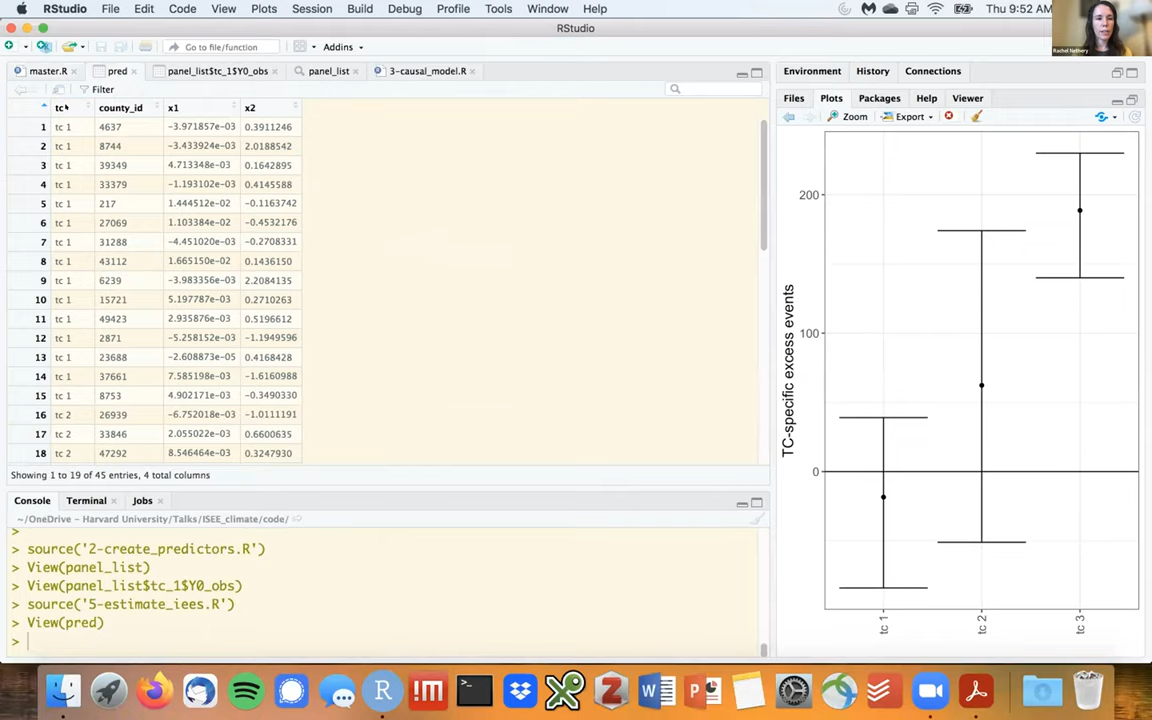 RStudio File Edit Code View Plots Session Build Debug Profile Tools Window Help Thu 9:52 AM
RStudio
Go to file/function Addins
Rachel Nethery
master.R pred panel_list$tc_1$Y0_obs panel_list 3-causal_model.R
Filter
tc county_id x1 x2
1 tc 1 4637 -3.971857e-03 0.3911246
2 tc 1 8744 -3.433924e-03 2.0188542
3 tc 1 39349 4.713348e-03 0.1642895
4 tc 1 33379 -1.193102e-03 0.4145588
5 tc 1 217 1.444512e-02 -0.1163742
6 tc 1 27069 1.103384e-02 -0.4532176
7 tc 1 31288 -4.451020e-03 -0.2708331
8 tc 1 43112 1.665150e-02 0.1436150
9 tc 1 6239 -3.983356e-03 2.2084135
10 tc 1 15721 5.197787e-03 0.2710263
11 tc 1 49423 2.935876e-03 0.5196612
12 tc 1 2871 -5.258152e-03 -1.1949596
13 tc 1 23688 -2.608873e-05 0.4168428
14 tc 1 37661 7.585198e-03 -1.6160988
15 tc 1 8753 4.902171e-03 -0.3490330
16 tc 2 26939 -6.752018e-03 -1.0111191
17 tc 2 33846 2.055022e-03 0.6600635
18 tc 2 47292 8.546464e-03 0.3247930
Showing 1 to 19 of 45 entries, 4 total columns
Console Terminal Jobs
~/OneDrive - Harvard University/Talks/ISEE_climate/code/
>
> source('2-create_predictors.R')
> View(panel_list)
> View(panel_list$tc_1$Y0_obs)
> source('5-estimate_iees.R')
> View(pred)
>
Environment History Connections
Files Plots Packages Help Viewer
Zoom Export
TC-specific excess events
200
100
0
tc 1 tc 2 tc 3